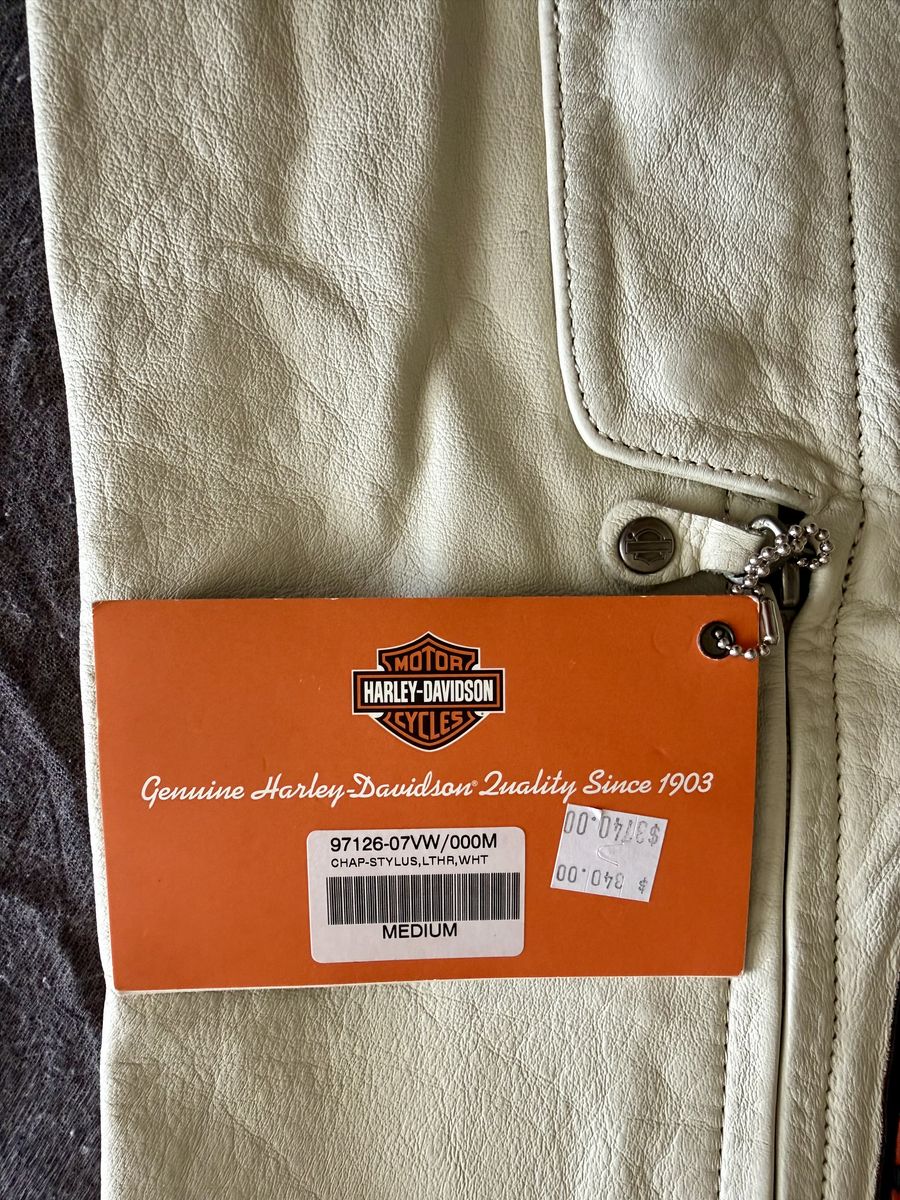 MOTOR
HARLEY-DAVIDSON
CYCLES
Genuine Harley-Davidson® Quality Since 1903
97126-07VW/000M
CHAP-STYLUS,LTHR,WHT
MEDIUM
$3740.00
$ 340.00